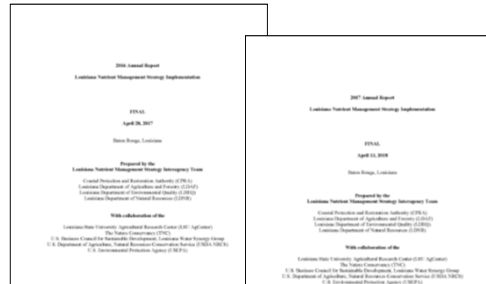 2016 Annual Report
Louisiana Nutrient Management Strategy Implementation
FINAL
April 28, 2017
Baton Rouge, Louisiana
Prepared by the
Louisiana Nutrient Management Strategy Interagency Team
Coastal Protection and Restoration Authority (CPRA)
Louisiana Department of Agriculture and Forestry (LDAF)
Louisiana Department of Environmental Quality (LDEQ)
Louisiana Department of Natural Resources (LDNR)
With collaboration of the
Louisiana State University Agricultural Research Center (LSU AgCenter)
The Nature Conservancy (TNC)
U.S. Business Council for Sustainable Development, Louisiana Water Synergy Group
U.S. Department of Agriculture, Natural Resources Conservation Service (USDA NRCS)
U.S. Environmental Protection Agency (USEPA)
2017 Annual Report
Louisiana Nutrient Management Strategy Implementation
FINAL
April 13, 2018
Baton Rouge, Louisiana
Prepared by the
Louisiana Nutrient Management Strategy Interagency Team
Coastal Protection and Restoration Authority (CPRA)
Louisiana Department of Agriculture and Forestry (LDAF)
Louisiana Department of Environmental Quality (LDEQ)
Louisiana Department of Natural Resources (LDNR)
With collaboration of the
Louisiana State University Agricultural Research Center (LSU AgCenter)
The Nature Conservancy (TNC)
U.S. Business Council for Sustainable Development, Louisiana Water Synergy Group
U.S. Department of Agriculture, Natural Resources Conservation Service (USDA NRCS)
U.S. Environmental Protection Agency (USEPA)